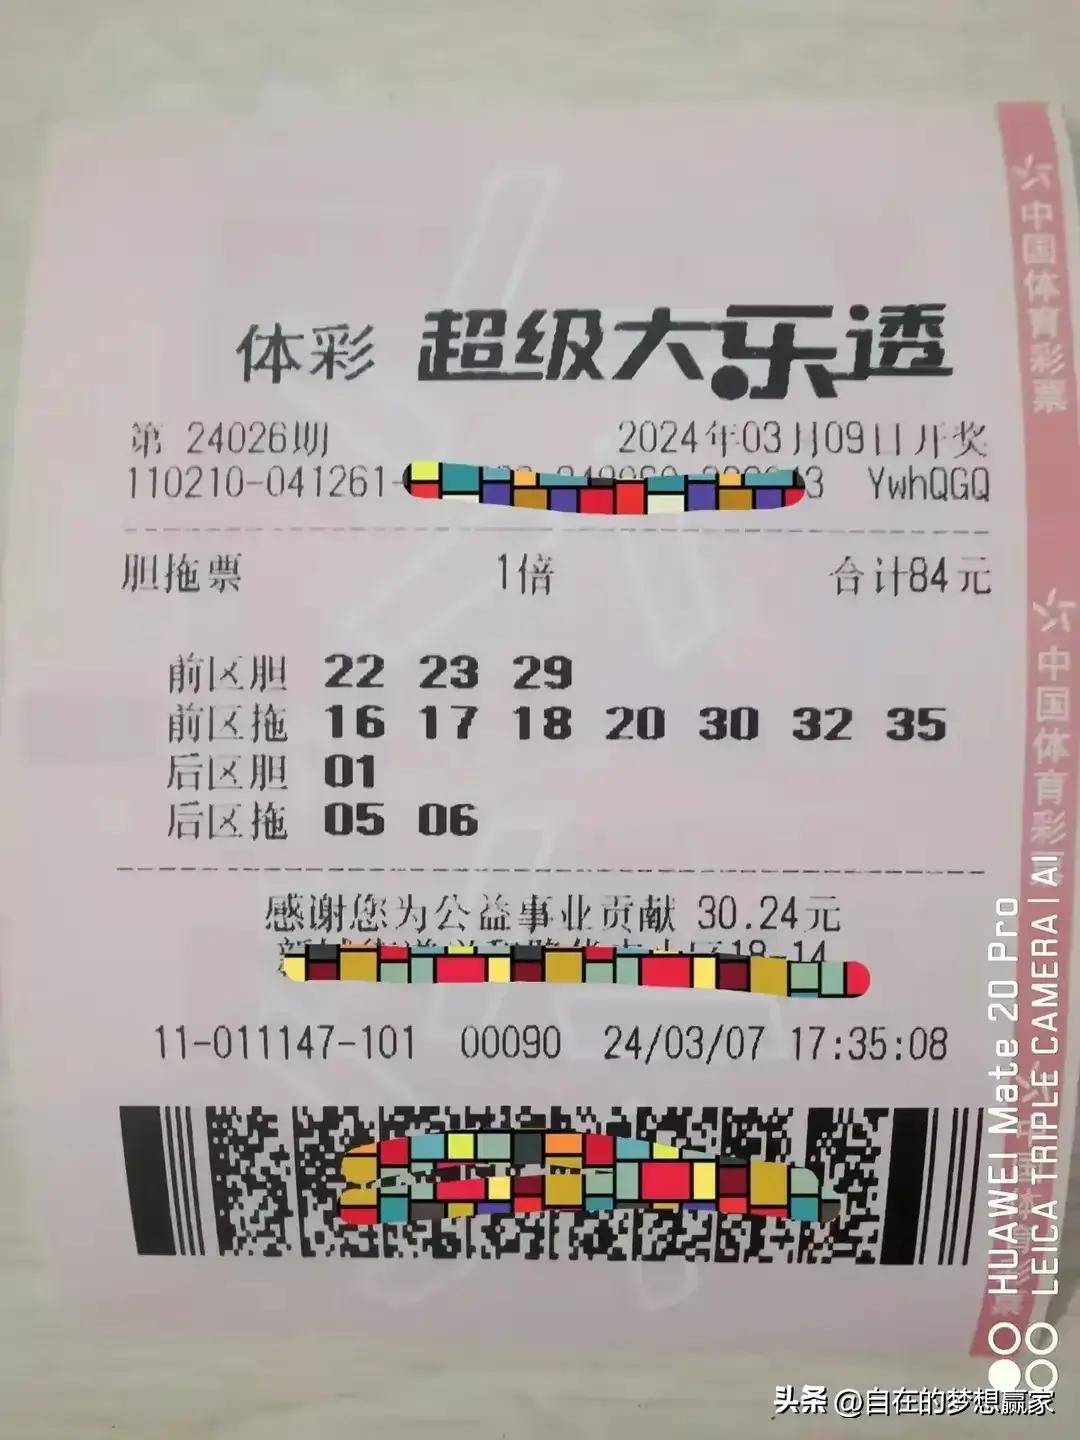 体彩 超级大乐透
第 24026期 2024年03月09日开奖
110210-041261- YwhQGQ
胆拖票 1倍 合计84元
前区胆 22 23 29
前区拖 16 17 18 20 30 32 35
后区胆 01
后区拖 05 06
感谢您为公益事业贡献 30.24元
18-14
11-011147-101 00090 24/03/07 17:35:08
中国体育彩票
中国体育彩票
HUAWEI Mate 20 Pro
LEICA TRIPLE CAMERA | AI
头条 @自在的梦想赢家